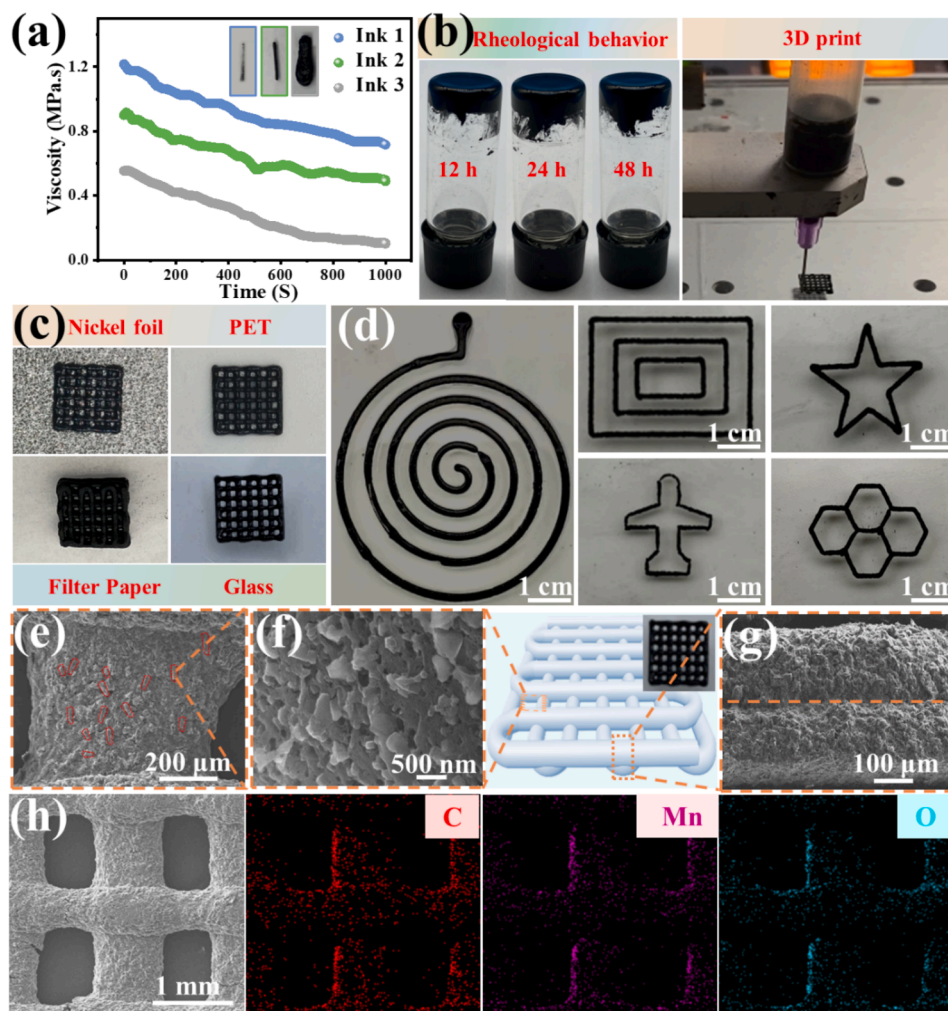 (a)
Ink 1
Ink 2
Ink 3
Viscosity (MPa.s)
1.2
0.8
0.4
0.0
0 200 400 600 800 1000
Time (S)
(b)
Rheological behavior
3D print
12 h
24 h
48 h
(c)
Nickel foil
PET
Filter Paper
Glass
(d)
1 cm
1 cm
1 cm
1 cm
1 cm
(e)
200 μm
(f)
500 nm
(g)
100 μm
(h)
1 mm
C
Mn
O